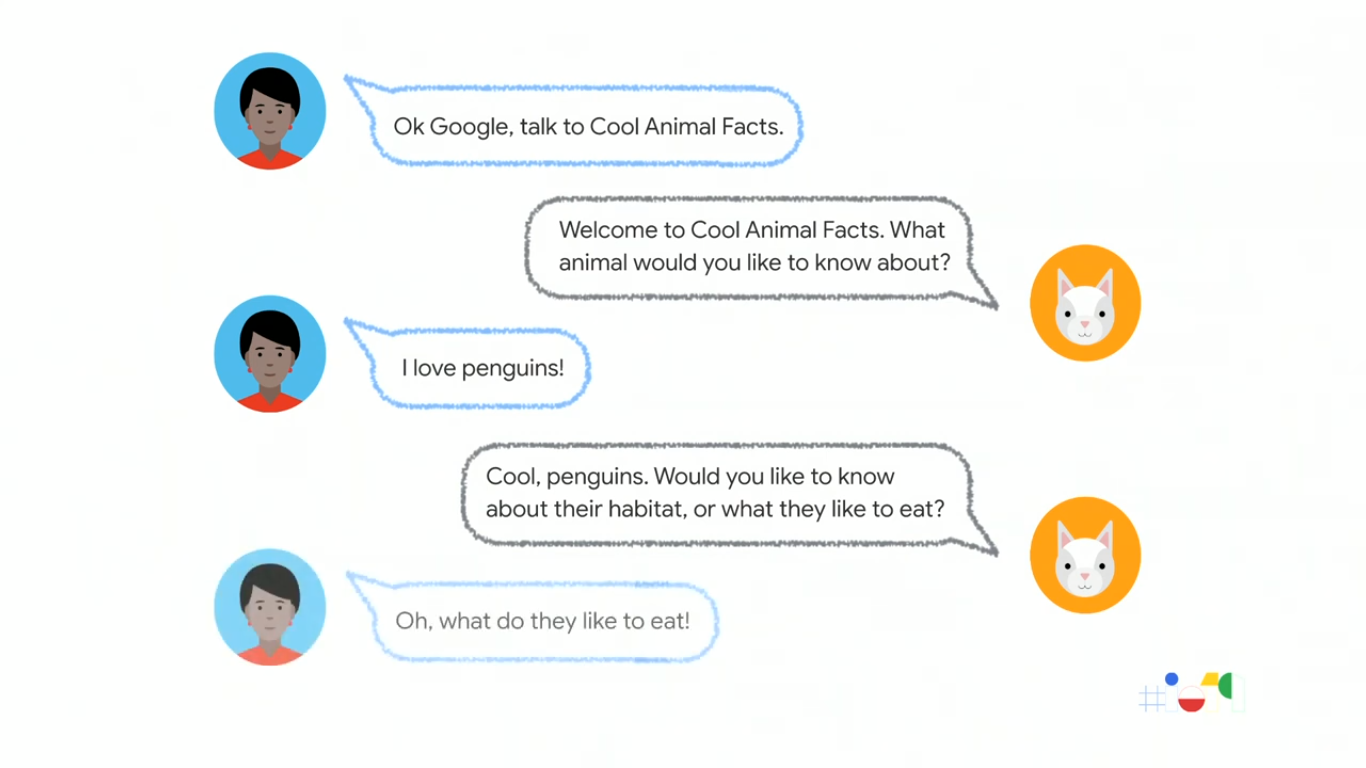 Ok Google, talk to Cool Animal Facts.
Welcome to Cool Animal Facts. What
animal would you like to know about?
I love penguins!
Cool, penguins. Would you like to know
about their habitat, or what they like to eat?
Oh, what do they like to eat!